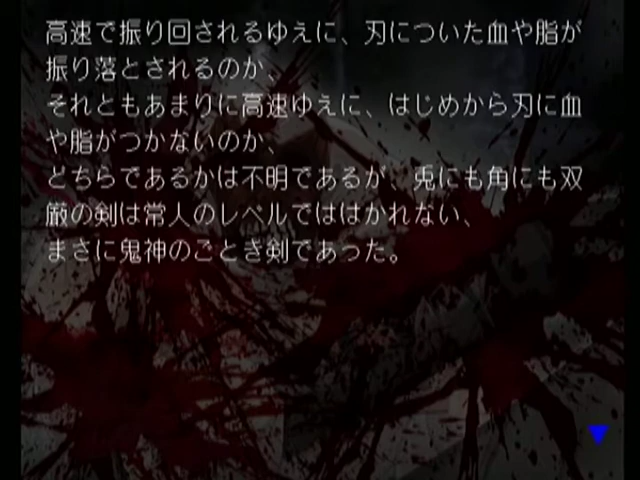 高速で振り回されるゆえに、刃についた血や脂が
振り落とされるのか、
それともあまりに高速ゆえに、はじめから刃に血
や脂がつかないのか、
どちらであるかは不明であるが、兎にも角にも双
厳の剣は常人のレベルでははかれない、
まさに鬼神のごとき剣であった。